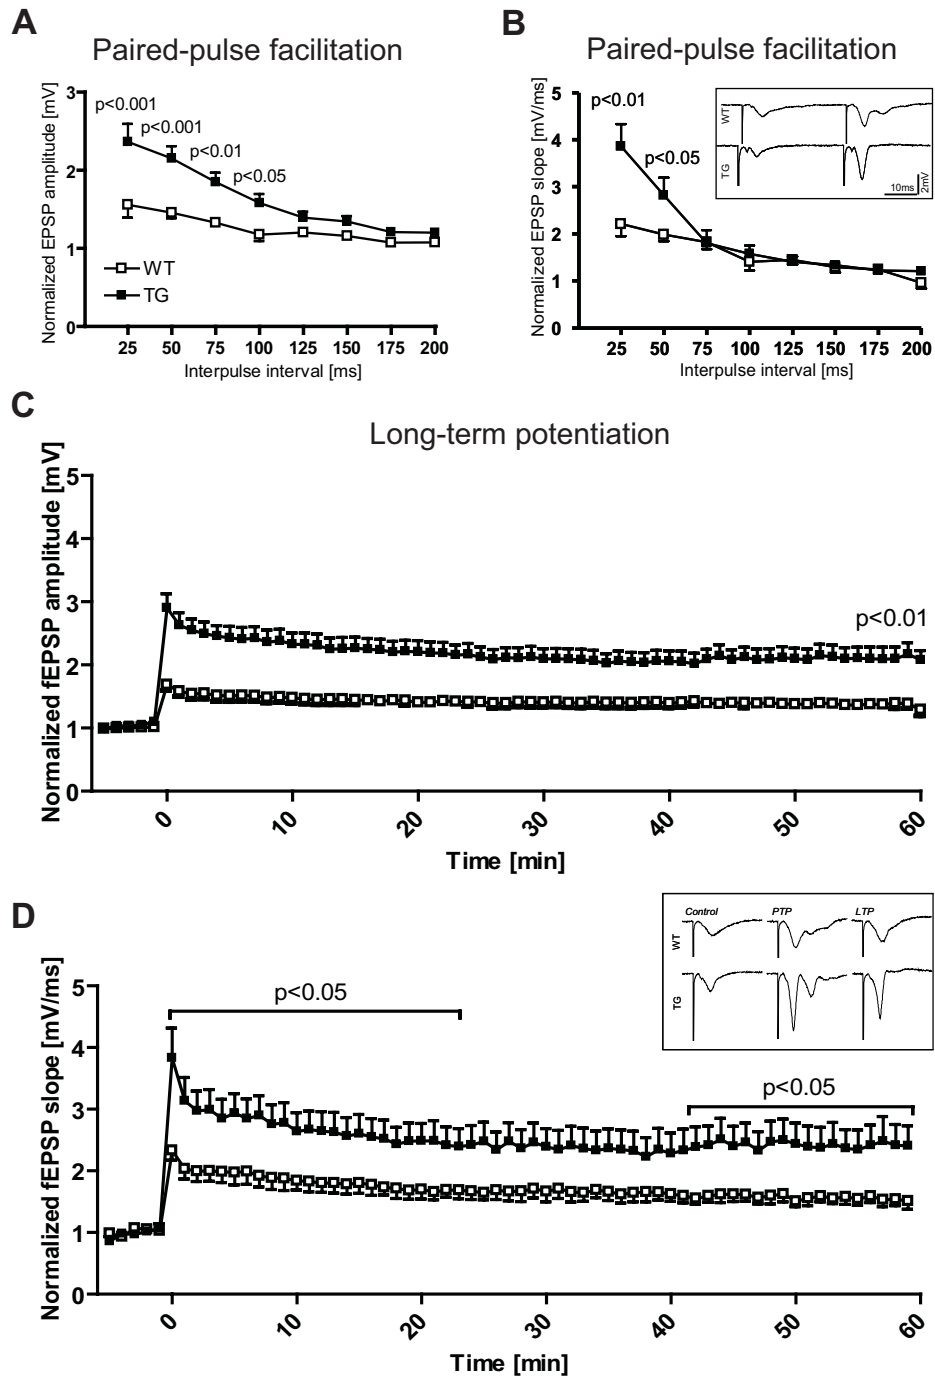 A
Paired-pulse facilitation
Normalized EPSP amplitude [mV]
3
2
1
0
p<0.001
p<0.001
p<0.01
p<0.05
WT
TG
25 50 75 100 125 150 175 200
Interpulse interval [ms]
B
Paired-pulse facilitation
Normalized EPSP slope [mV/ms]
5
4
3
2
1
0
p<0.01
p<0.05
WT
TG
10ms
2mV
25 50 75 100 125 150 175 200
Interpulse interval [ms]
C
Long-term potentiation
Normalized fEPSP amplitude [mV]
5
4
3
2
1
0
p<0.01
0 10 20 30 40 50 60
Time [min]
D
Normalized fEPSP slope [mV/ms]
5
4
3
2
1
0
p<0.05
Control PTP LTP
WT
TG
p<0.05
0 10 20 30 40 50 60
Time [min]